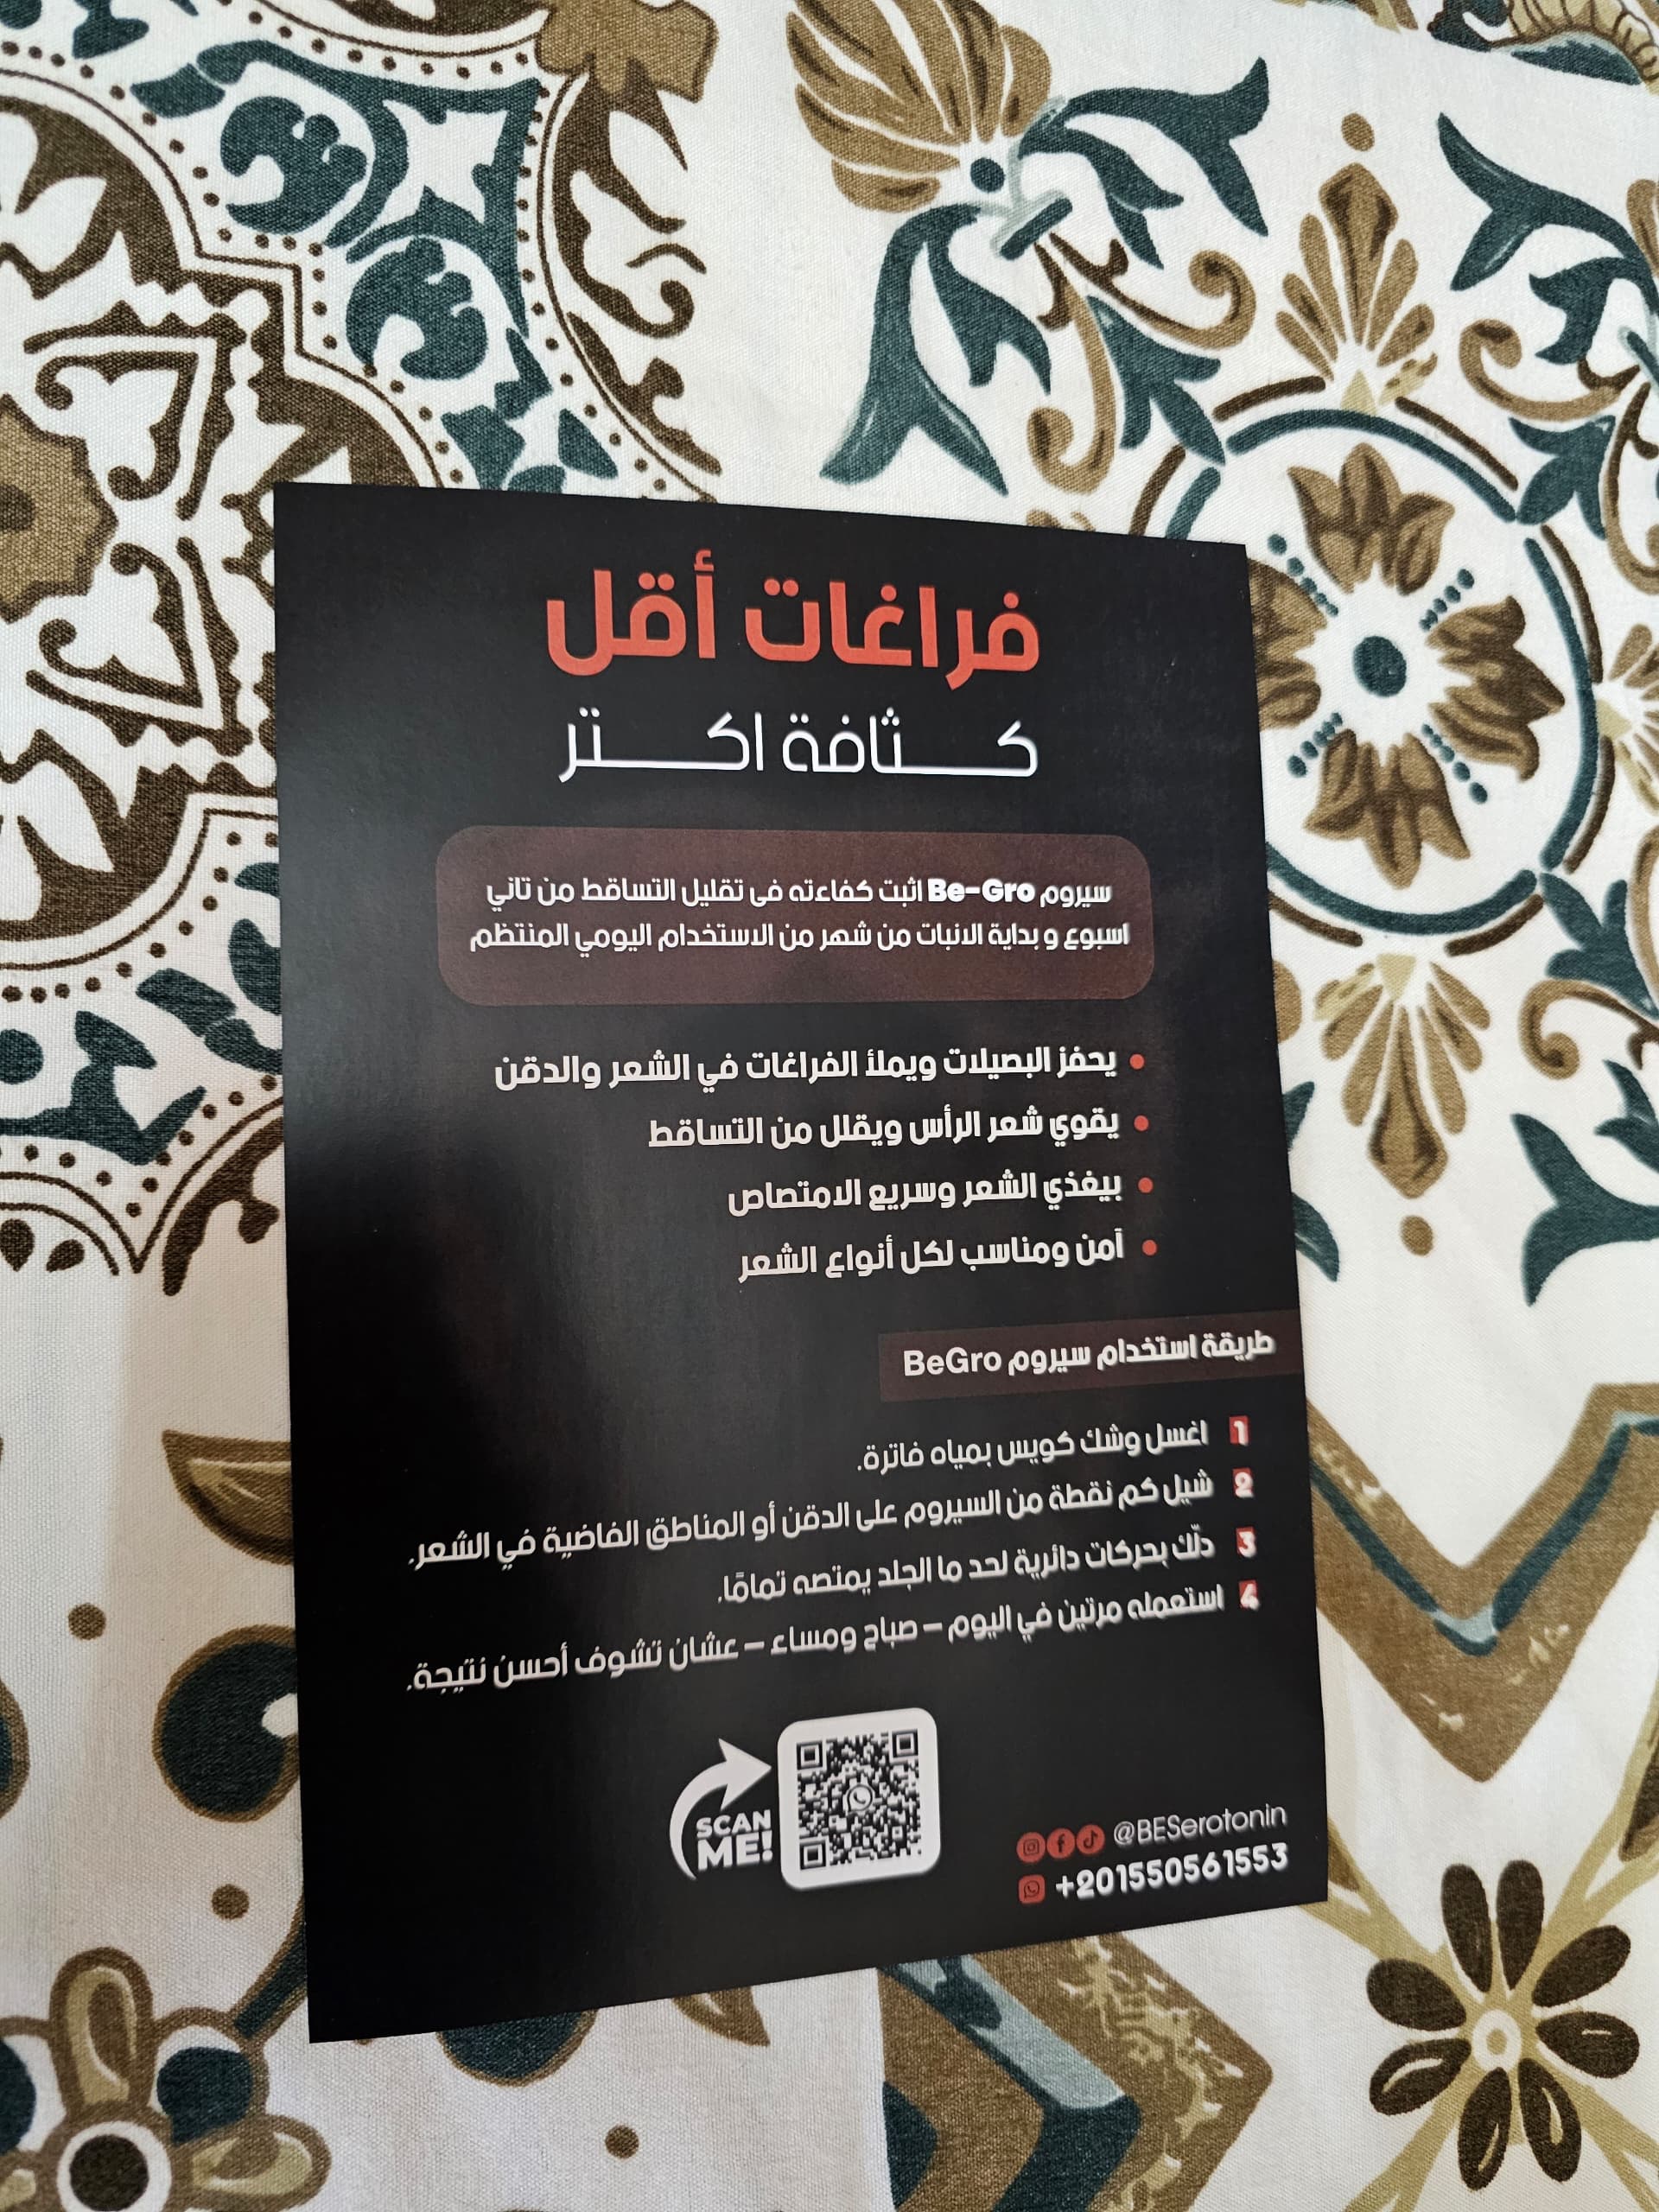 فراغات أقل
كثافة اكتر
سيروم Be-Gro اثبت كفاءته فى تقليل التساقط من تاني
اسبوع و بداية الانبات من شهر من الاستخدام اليومي المنتظم
• يحفز البصيلات ويملأ الفراغات في الشعر والدقن
• يقوي شعر الرأس ويقلل من التساقط
• بيغذي الشعر وسريع الامتصاص
• آمن ومناسب لكل أنواع الشعر
طريقة استخدام سيروم BeGro
1 اغسل وشك كويس بمياه فاترة.
2 شيل كم نقطة من السيروم على الدقن أو المناطق الفاضية في الشعر.
3 دلّك بحركات دائرية لحد ما الجلد يمتصه تمامًا.
4 استعمله مرتين في اليوم – صباح ومساء – عشان تشوف أحسن نتيجة.
SCAN
ME!
@BESerotonin
+201550561553